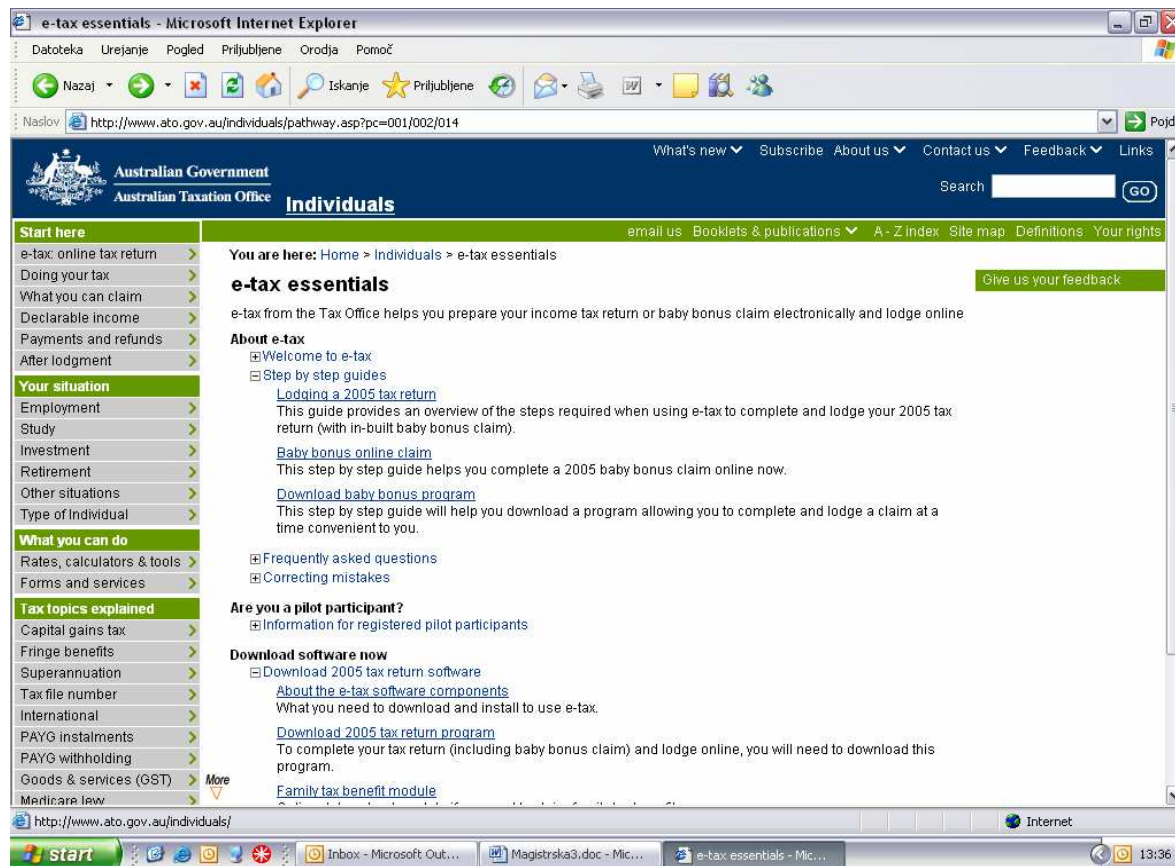 e-tax essentials - Microsoft Internet Explorer
Datoteka Urejanje Pogled Priljubljene Orodja Pomoč
Nazaj Iskanje Priljubljene
Naslov http://www.ato.gov.au/individuals/pathway.asp?pc=001/002/014 Pojd
What's new Subscribe About us Contact us Feedback Links
Australian Government
Australian Taxation Office
Individuals
Search GO
email us Booklets & publications A - Z index Site map Definitions Your rights
Start here
e-tax: online tax return
Doing your tax
What you can claim
Declarable income
Payments and refunds
After lodgment
Your situation
Employment
Study
Investment
Retirement
Other situations
Type of Individual
What you can do
Rates, calculators & tools
Forms and services
Tax topics explained
Capital gains tax
Fringe benefits
Superannuation
Tax file number
International
PAYG instalments
PAYG withholding
Goods & services (GST)
Medicare levy
More
You are here: Home > Individuals > e-tax essentials
e-tax essentials
Give us your feedback
e-tax from the Tax Office helps you prepare your income tax return or baby bonus claim electronically and lodge online
About e-tax
Welcome to e-tax
Step by step guides
Lodging a 2005 tax return
This guide provides an overview of the steps required when using e-tax to complete and lodge your 2005 tax
return (with in-built baby bonus claim).
Baby bonus online claim
This step by step guide helps you complete a 2005 baby bonus claim online now.
Download baby bonus program
This step by step guide will help you download a program allowing you to complete and lodge a claim at a
time convenient to you.
Frequently asked questions
Correcting mistakes
Are you a pilot participant?
Information for registered pilot participants
Download software now
Download 2005 tax return software
About the e-tax software components
What you need to download and install to use e-tax.
Download 2005 tax return program
To complete your tax return (including baby bonus claim) and lodge online, you will need to download this
program.
Family tax benefit module
http://www.ato.gov.au/individuals/ Internet
start Inbox - Microsoft Out... Magistrska3.doc - Mic... e-tax essentials - Mic... 13:36